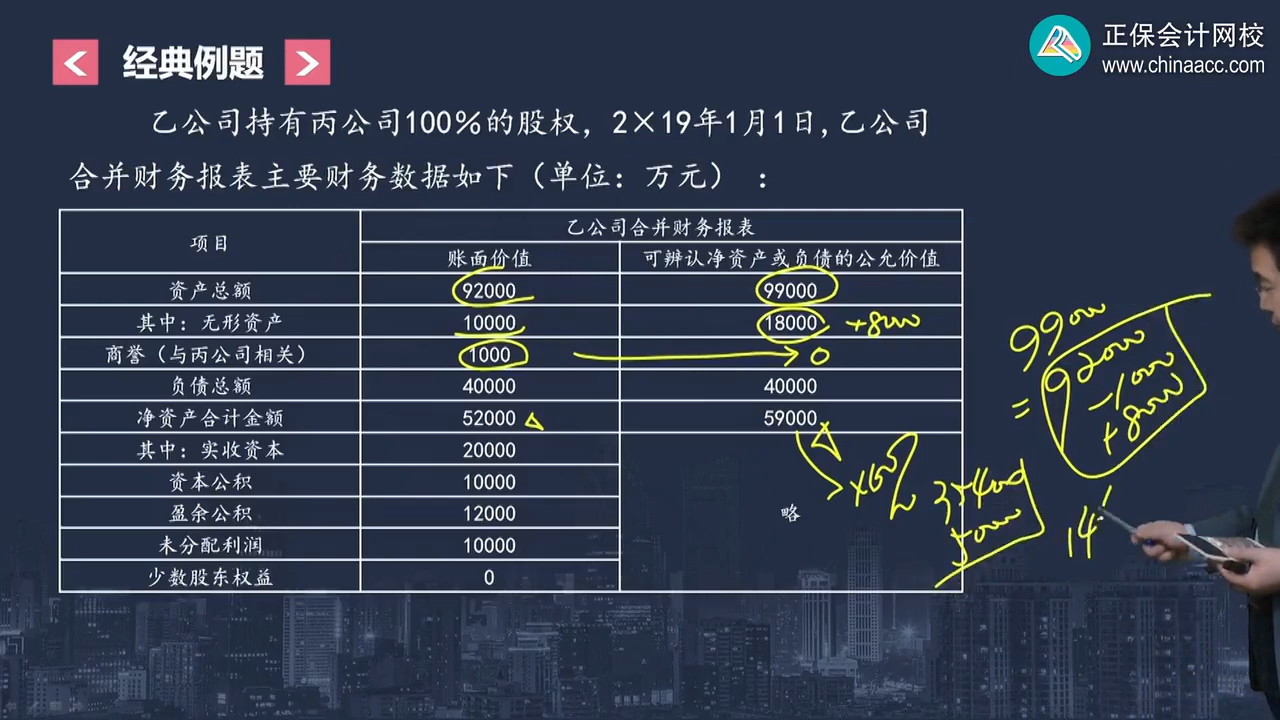 正保会计网校
www.chinaacc.com
经典例题
乙公司持有丙公司100%的股权，2×19年1月1日,乙公司
合并财务报表主要财务数据如下（单位：万元）：
项目 乙公司合并财务报表
账面价值 可辨认净资产或负债的公允价值
资产总额 92000 99000
其中：无形资产 10000 18000 +8000
商誉（与丙公司相关） 1000 0
负债总额 40000 40000
净资产合计金额 52000 59000
其中：实收资本 20000
资本公积 10000 略
盈余公积 12000
未分配利润 10000
少数股东权益 0
×60%
35400
5000
99000
=92000
-1000
+8000
14